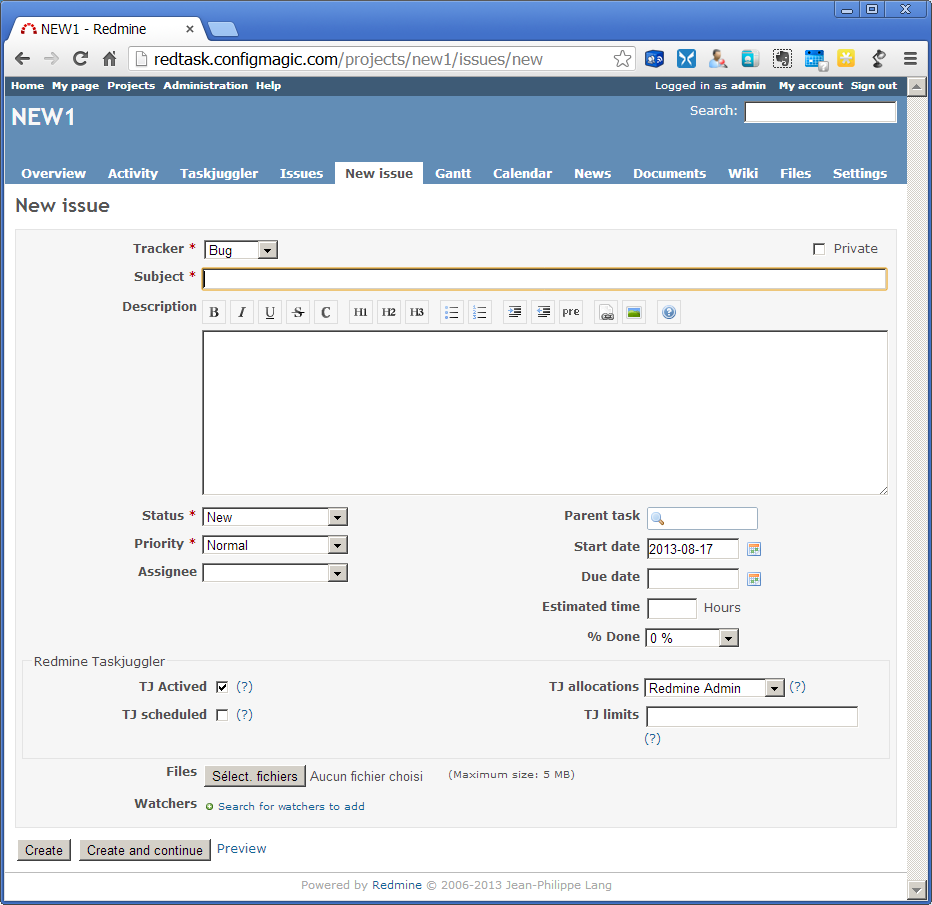 NEW1 - Redmine
redtask.configmagic.com/projects/new1/issues/new
Home My page Projects Administration Help Logged in as admin My account Sign out
NEW1 Search:
Overview Activity Taskjuggler Issues New issue Gantt Calendar News Documents Wiki Files Settings
New issue
Tracker * Bug Private
Subject *
Description B I U S C H1 H2 H3 pre
Status * New Parent task
Priority * Normal Start date 2013-08-17
Assignee Due date
Estimated time Hours
% Done 0 %
Redmine Taskjuggler
TJ Actived (?) TJ allocations Redmine Admin (?)
TJ scheduled (?) TJ limits
(?)
Files Sélect. fichiers Aucun fichier choisi (Maximum size: 5 MB)
Watchers Search for watchers to add
Create Create and continue Preview
Powered by Redmine © 2006-2013 Jean-Philippe Lang